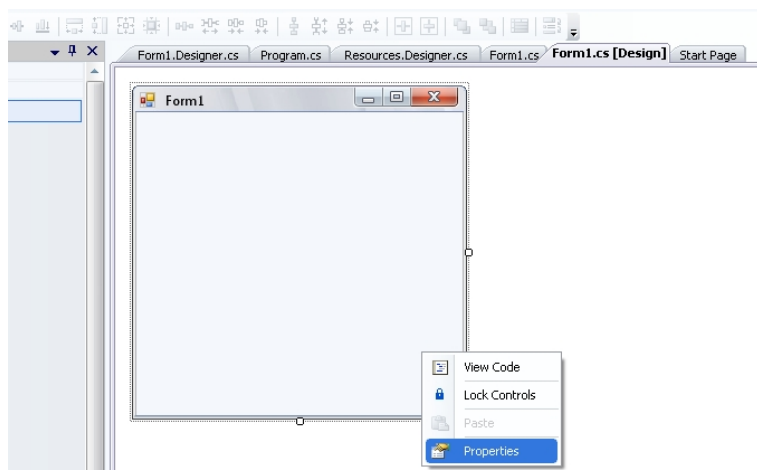 Form1.Designer.cs Program.cs Resources.Designer.cs Form1.cs Form1.cs [Design] Start Page
Form1
View Code
Lock Controls
Paste
Properties